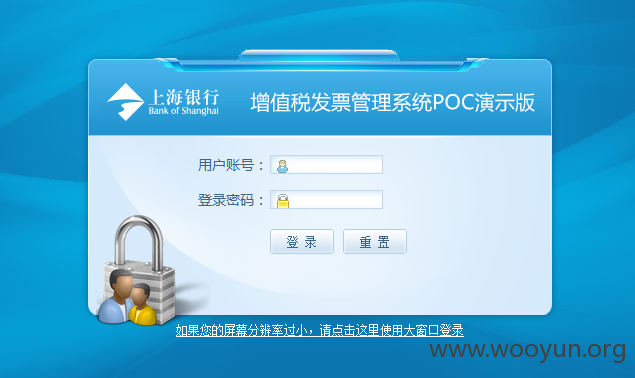 上海银行
Bank of Shanghai
增值税发票管理系统POC演示版
用户账号：
登录密码：
登 录 重 置
如果您的屏幕分辨率过小，请点击这里使用大窗口登录
www.wooyun.org